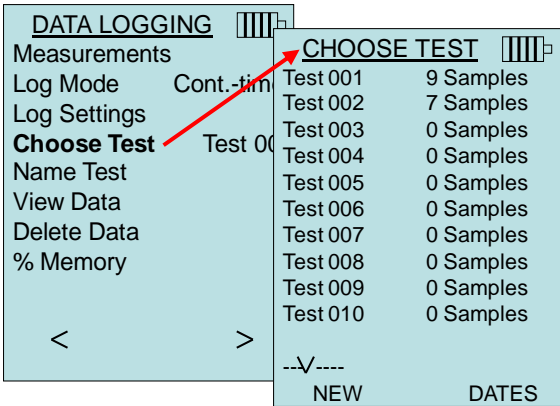 DATA LOGGING
Measurements
Log Mode Cont.-time
Log Settings
Choose Test Test 00
Name Test
View Data
Delete Data
% Memory
< >
CHOOSE TEST
Test 001 9 Samples
Test 002 7 Samples
Test 003 0 Samples
Test 004 0 Samples
Test 005 0 Samples
Test 006 0 Samples
Test 007 0 Samples
Test 008 0 Samples
Test 009 0 Samples
Test 010 0 Samples
---\/----
NEW DATES